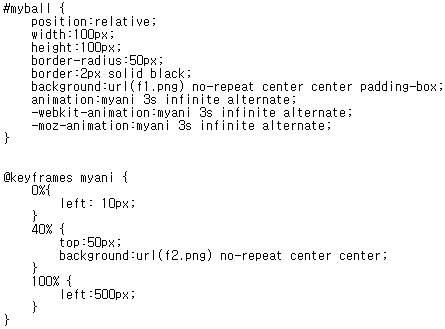 #myball {
    position:relative;
    width:100px;
    height:100px;
    border-radius:50px;
    border:2px solid black;
    background:url(f1.png) no-repeat center center padding-box;
    animation:myani 3s infinite alternate;
    -webkit-animation:myani 3s infinite alternate;
    -moz-animation:myani 3s infinite alternate;
}
@keyframes myani {
    0%{
        left: 10px;
    }
    40% {
        top:50px;
        background:url(f2.png) no-repeat center center;
    }
    100% {
        left:500px;
    }
}